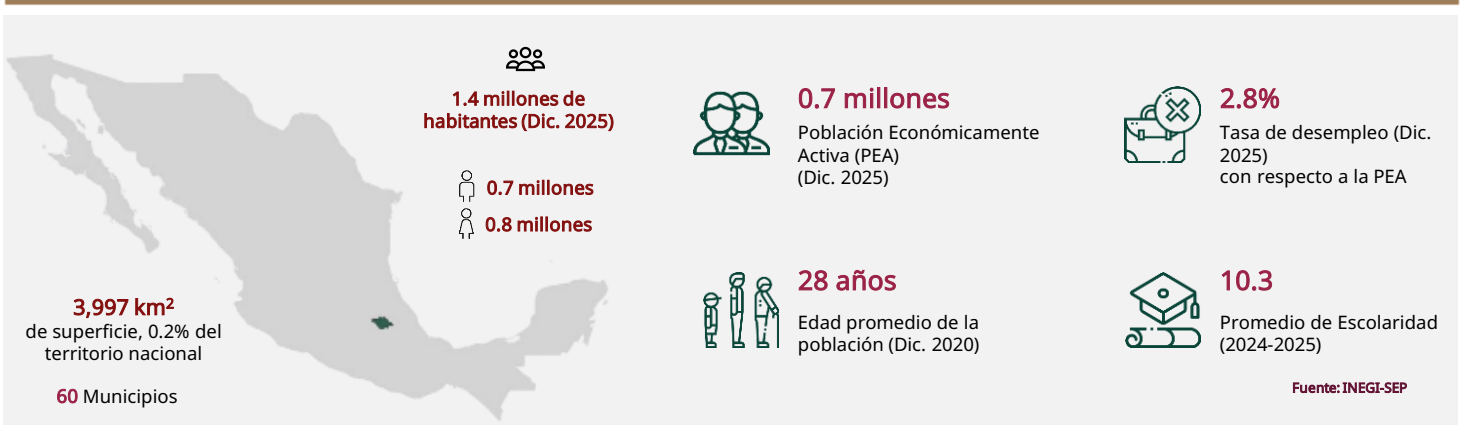 1.4 millones de
habitantes (Dic. 2025)
0.7 millones
0.8 millones
3,997 km²
de superficie, 0.2% del
territorio nacional
60 Municipios
0.7 millones
Población Económicamente
Activa (PEA)
(Dic. 2025)
2.8%
Tasa de desempleo (Dic.
2025)
con respecto a la PEA
28 años
Edad promedio de la
población (Dic. 2020)
10.3
Promedio de Escolaridad
(2024-2025)
Fuente: INEGI-SEP